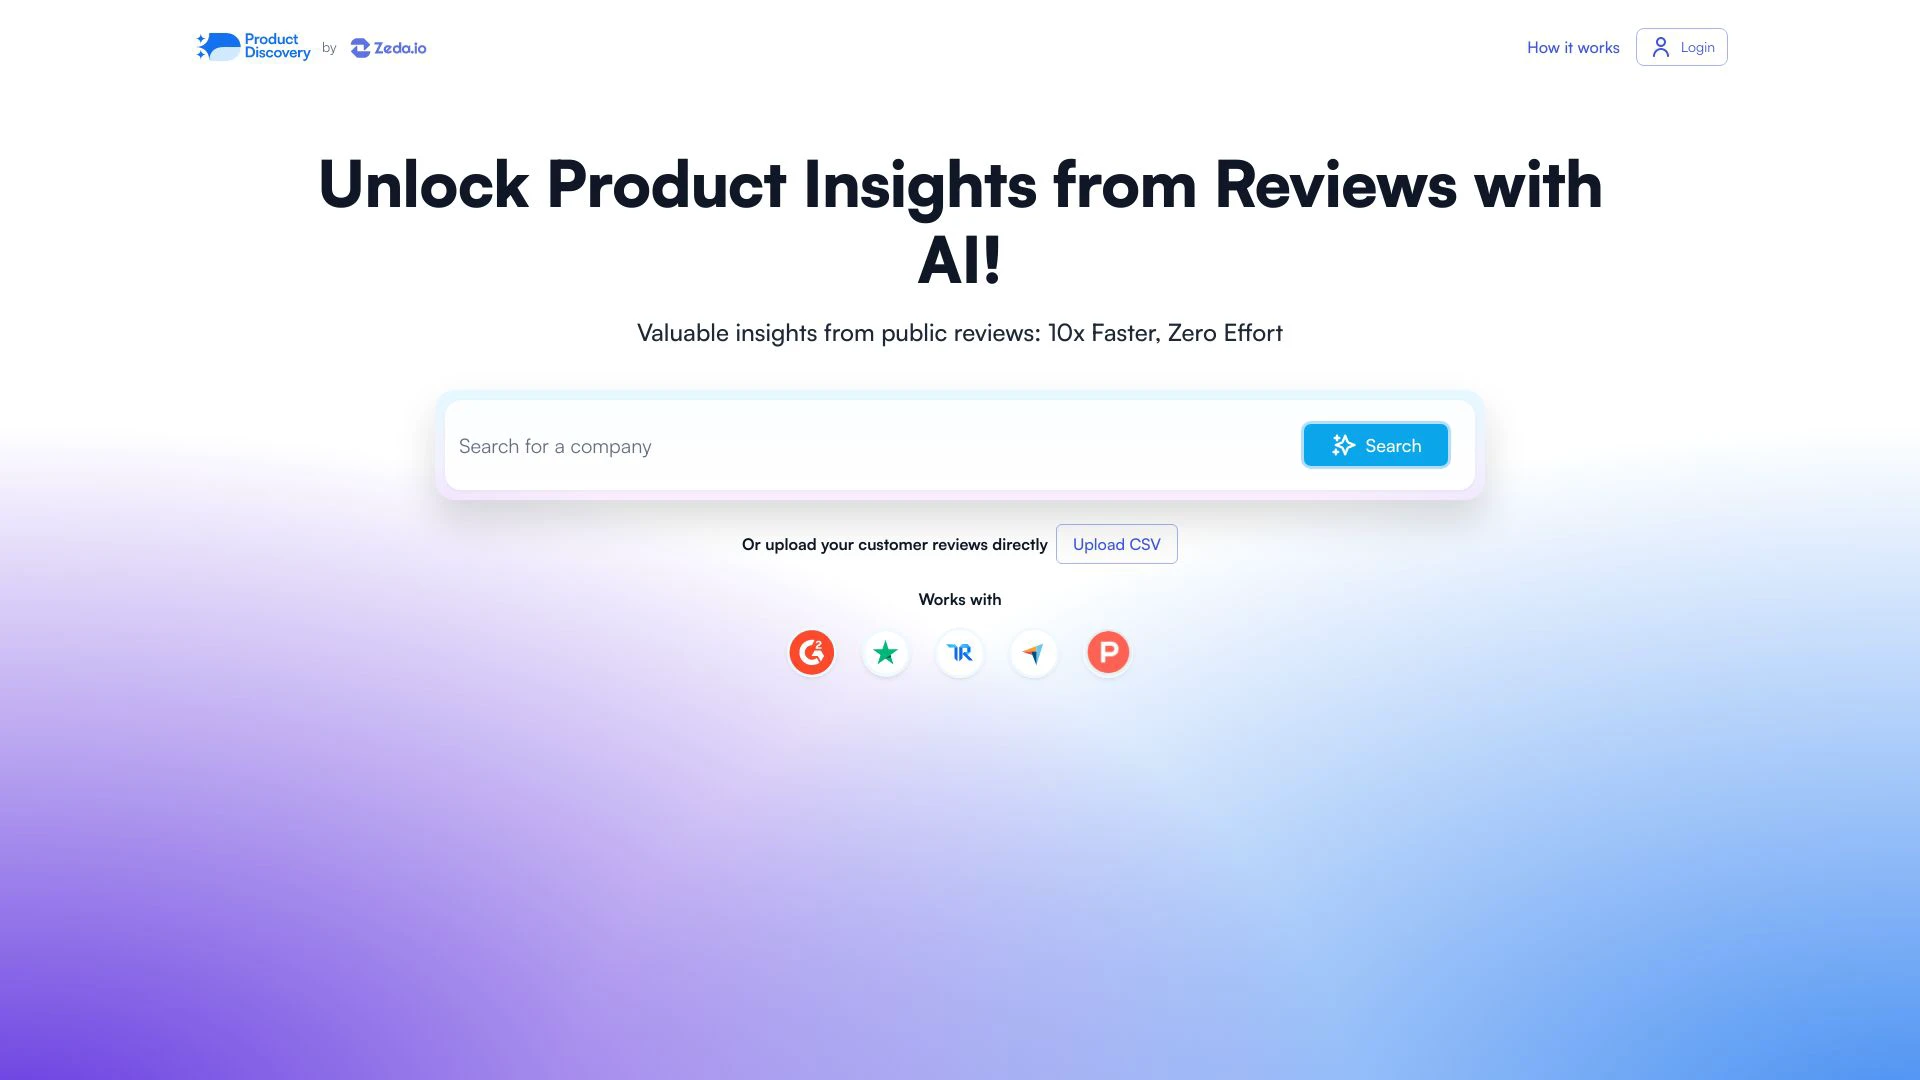 Product
Discovery
by
Zeda.io
How it works
Login
Unlock Product Insights from Reviews with
AI!
Valuable insights from public reviews: 10x Faster, Zero Effort
Search for a company
Search
Or upload your customer reviews directly
Upload CSV
Works with
G2
TR
P